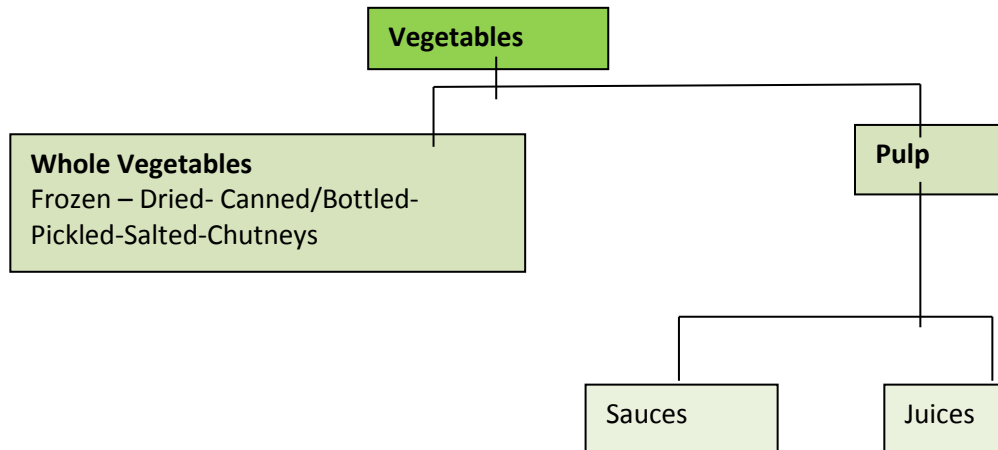 Vegetables
Whole Vegetables
Frozen – Dried- Canned/Bottled-
Pickled-Salted-Chutneys
Pulp
Sauces
Juices